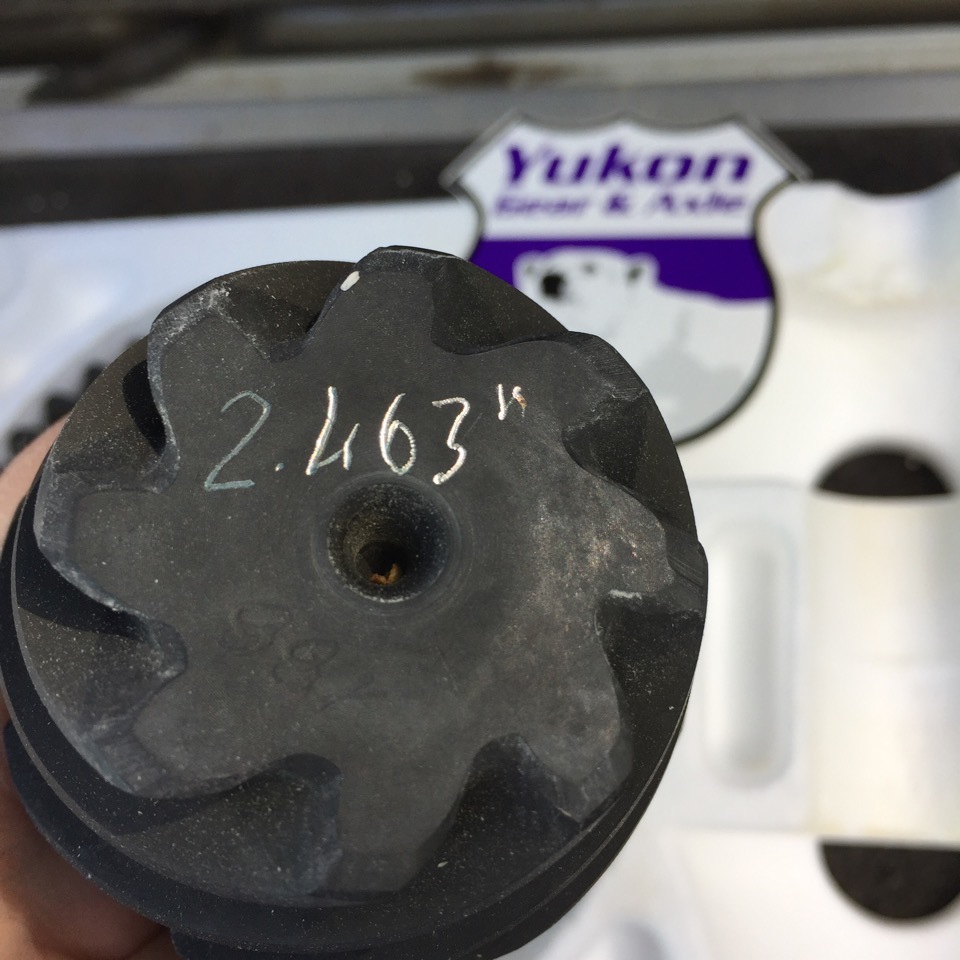 Yukon
Gear & Axle
2.463"